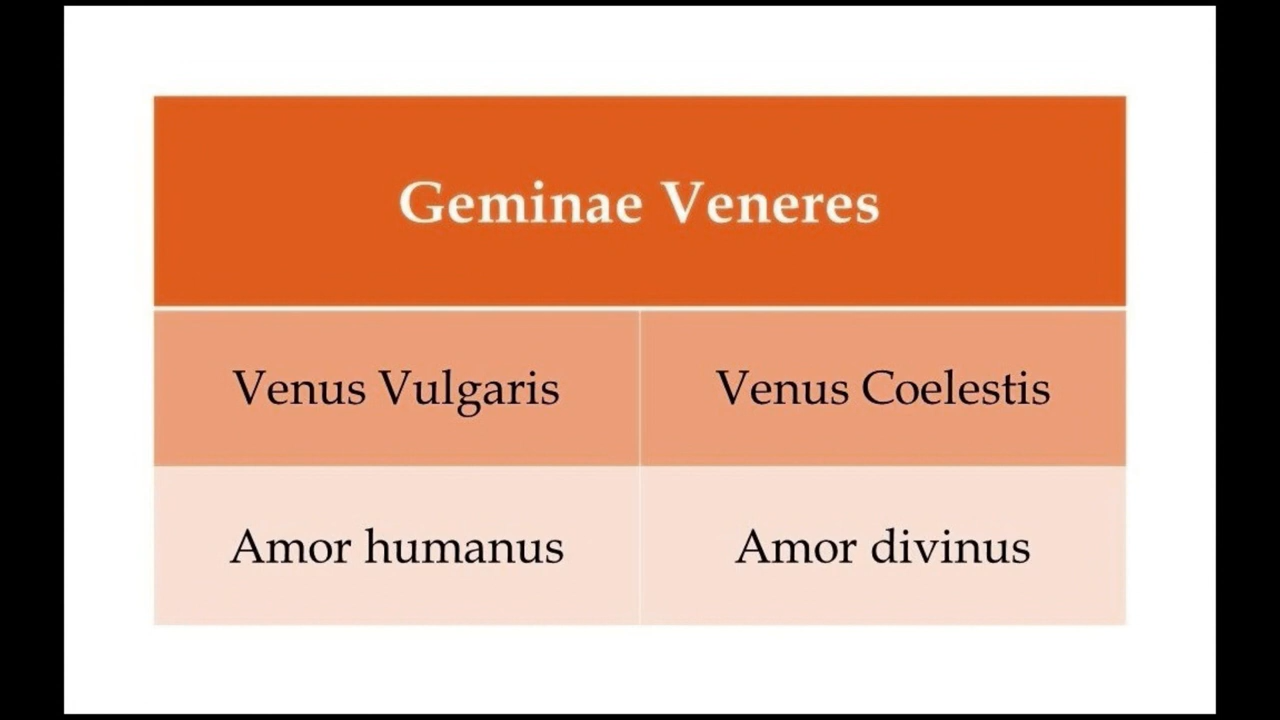 Geminae Veneres
Venus Vulgaris
Venus Coelestis
Amor humanus
Amor divinus